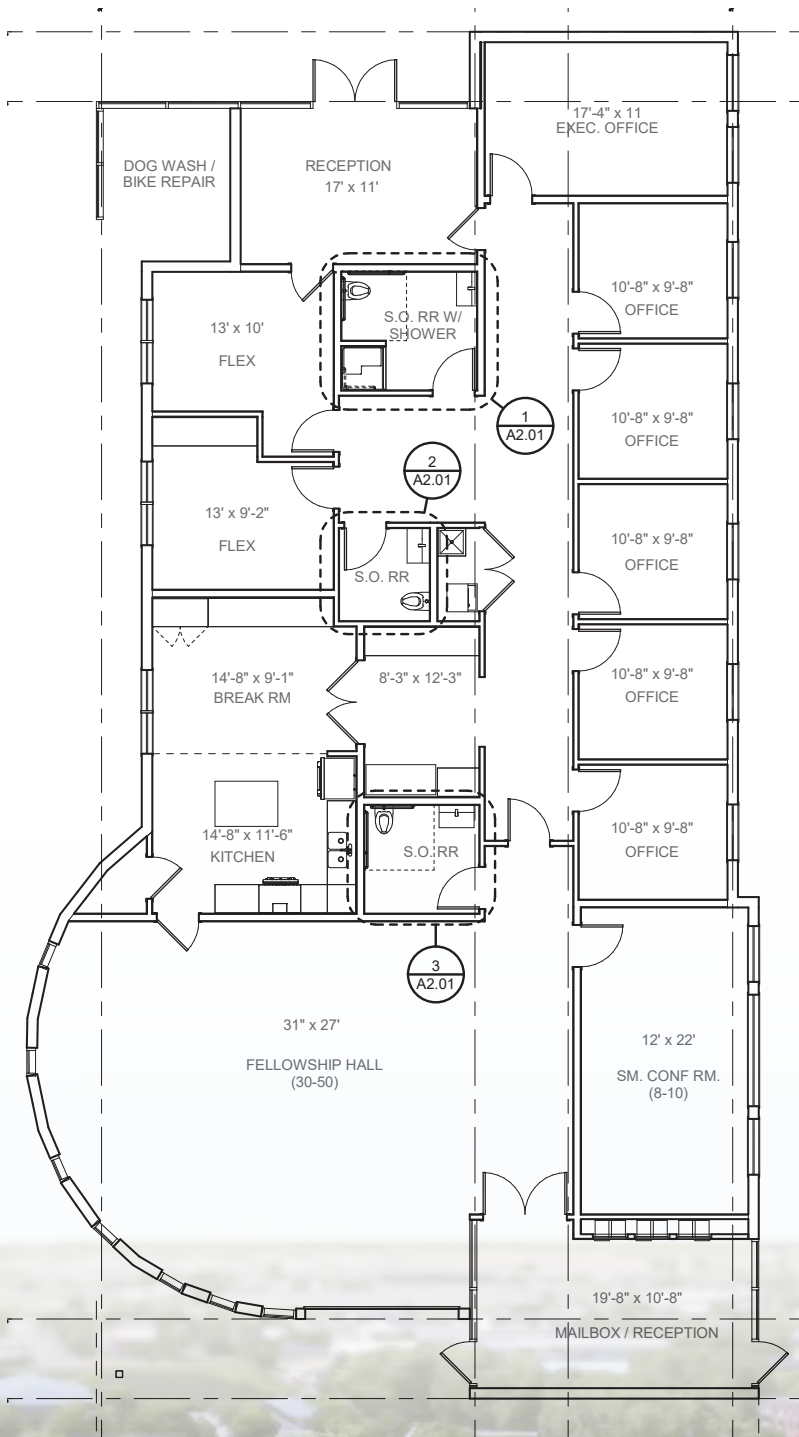 17'-4" x 11
EXEC. OFFICE
DOG WASH /
BIKE REPAIR
RECEPTION
17' x 11'
10'-8" x 9'-8"
OFFICE
S.O. RR W/
SHOWER
13' x 10'
FLEX
1
A2.01
10'-8" x 9'-8"
OFFICE
2
A2.01
13' x 9'-2"
FLEX
10'-8" x 9'-8"
OFFICE
S.O. RR
14'-8" x 9'-1"
BREAK RM
8'-3" x 12'-3"
10'-8" x 9'-8"
OFFICE
14'-8" x 11'-6"
KITCHEN
S.O. RR
10'-8" x 9'-8"
OFFICE
3
A2.01
31" x 27'
FELLOWSHIP HALL
(30-50)
12' x 22'
SM. CONF RM.
(8-10)
19'-8" x 10'-8"
MAILBOX / RECEPTION